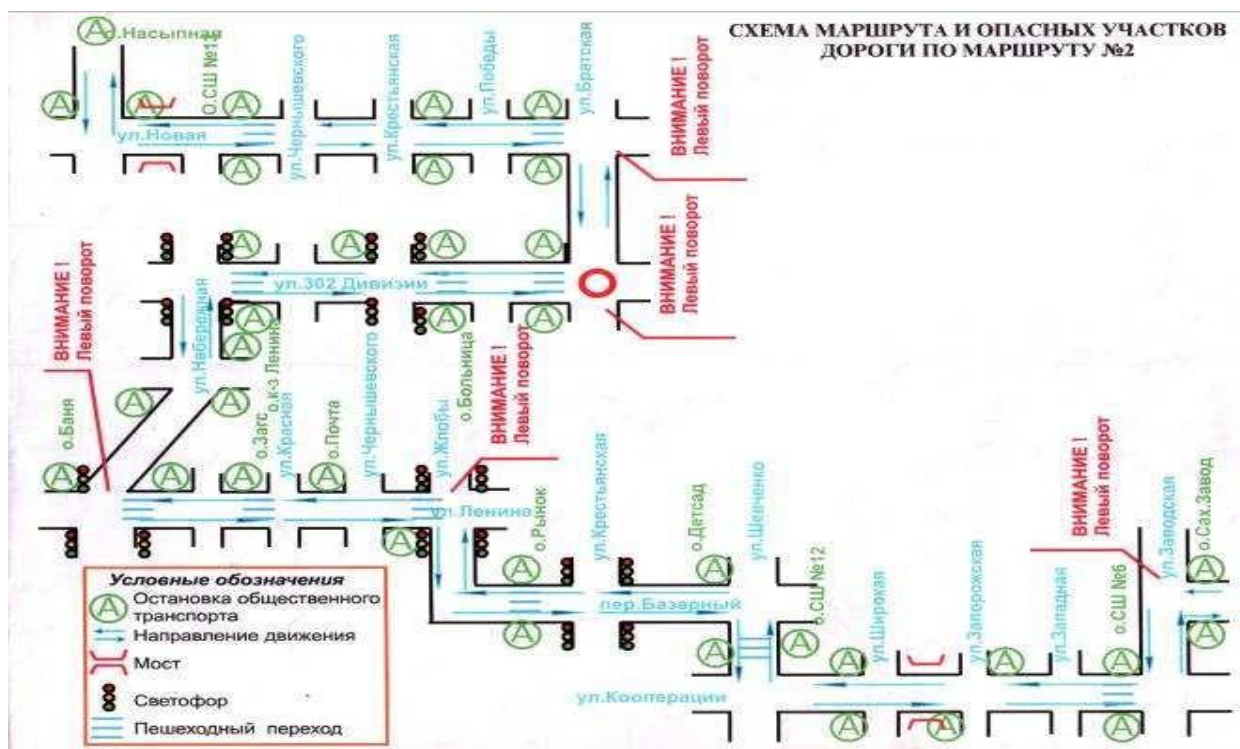 СХЕМА МАРШРУТА И ОПАСНЫХ УЧАСТКОВ
ДОРОГИ ПО МАРШРУТУ №2
о.Насыпная
о.СШ №13
ул.Чернышевского
ул.Крестьянская
ул.Победы
ул.Братская
ВНИМАНИЕ !
Левый поворот
ул.Новая
ВНИМАНИЕ !
Левый поворот
ул.302 Дивизии
ВНИМАНИЕ !
Левый поворот
ул.Набережная
о.Баня
о.Загс
о.к-з Ленина
ул.Красная
о.Почта
ул.Чернышевского
ул.Жлобы
о.Больница
ВНИМАНИЕ !
Левый поворот
ул.Ленина
о.Рынок
ул.Крестьянская
о.Детсад
ул.Шевченко
пер.Базарный
о.СШ №12
ул.Широкая
ул.Запорожская
ул.Западная
о.СШ №6
ВНИМАНИЕ !
Левый поворот
ул.Заводская
о.Сах.Завод
ул.Кооперации
Условные обозначения
А Остановка общественного
транспорта
Направление движения
Мост
Светофор
Пешеходный переход